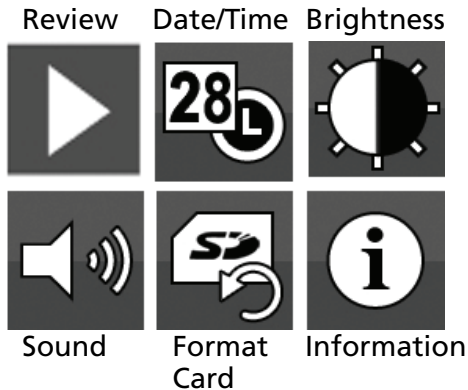 Review Date/Time Brightness
28
SD
i
Sound Format Information
Card